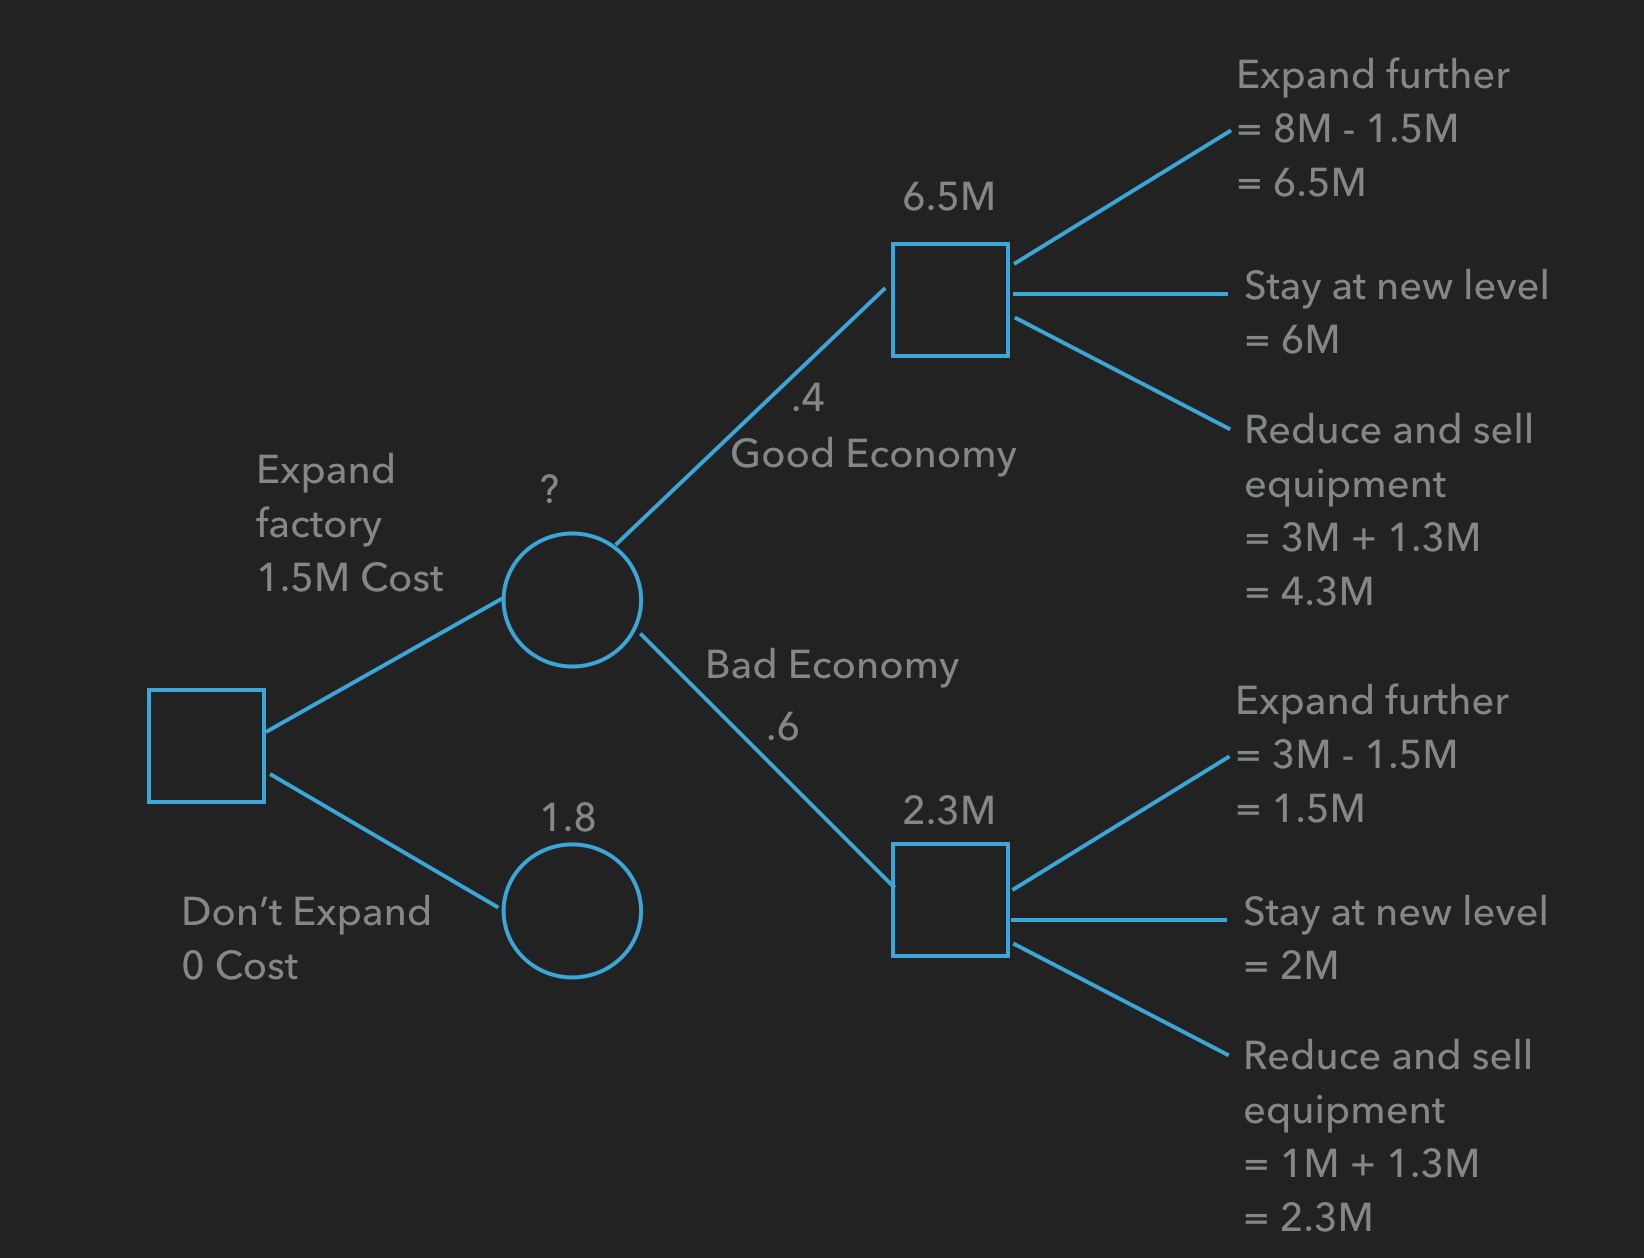 Expand further
= 8M - 1.5M
= 6.5M
6.5M
Stay at new level
= 6M
.4
Good Economy
Reduce and sell
equipment
= 3M + 1.3M
= 4.3M
Expand
factory
1.5M Cost
?
Bad Economy
.6
Expand further
= 3M - 1.5M
= 1.5M
1.8
2.3M
Don’t Expand
0 Cost
Stay at new level
= 2M
Reduce and sell
equipment
= 1M + 1.3M
= 2.3M